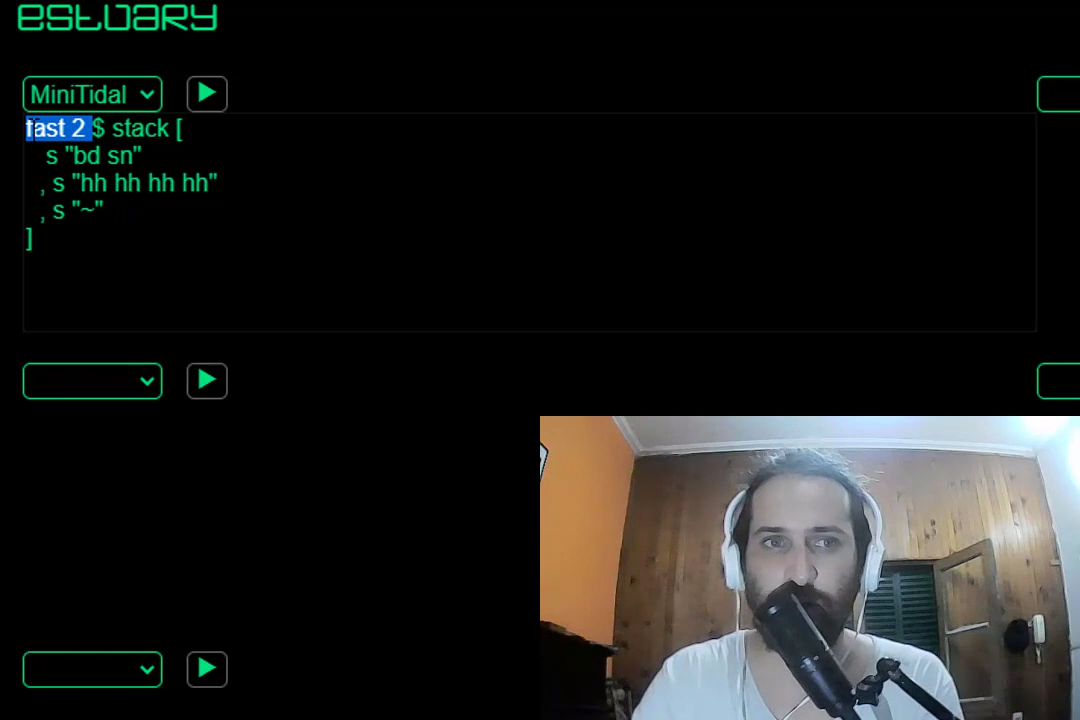 estuary
MiniTidal
fast 2 $ stack [
s "bd sn"
, s "hh hh hh hh"
, s "~"
]